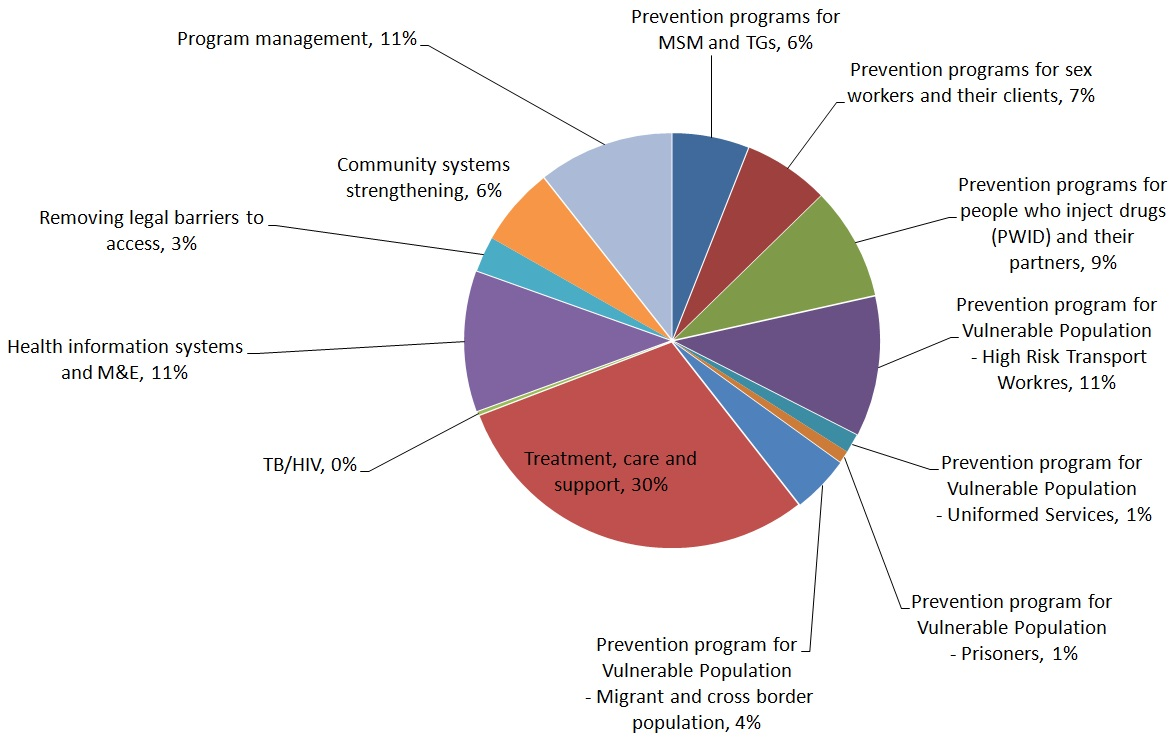 Prevention programs for
MSM and TGs, 6%
Prevention programs for sex
workers and their clients, 7%
Prevention programs for
people who inject drugs
(PWID) and their
partners, 9%
Prevention program for
Vulnerable Population
- High Risk Transport
Workres, 11%
Prevention program for
Vulnerable Population
- Uniformed Services, 1%
Prevention program for
Vulnerable Population
- Prisoners, 1%
Prevention program for
Vulnerable Population
- Migrant and cross border
population, 4%
Treatment, care and
support, 30%
TB/HIV, 0%
Health information systems
and M&E, 11%
Removing legal barriers to
access, 3%
Community systems
strengthening, 6%
Program management, 11%